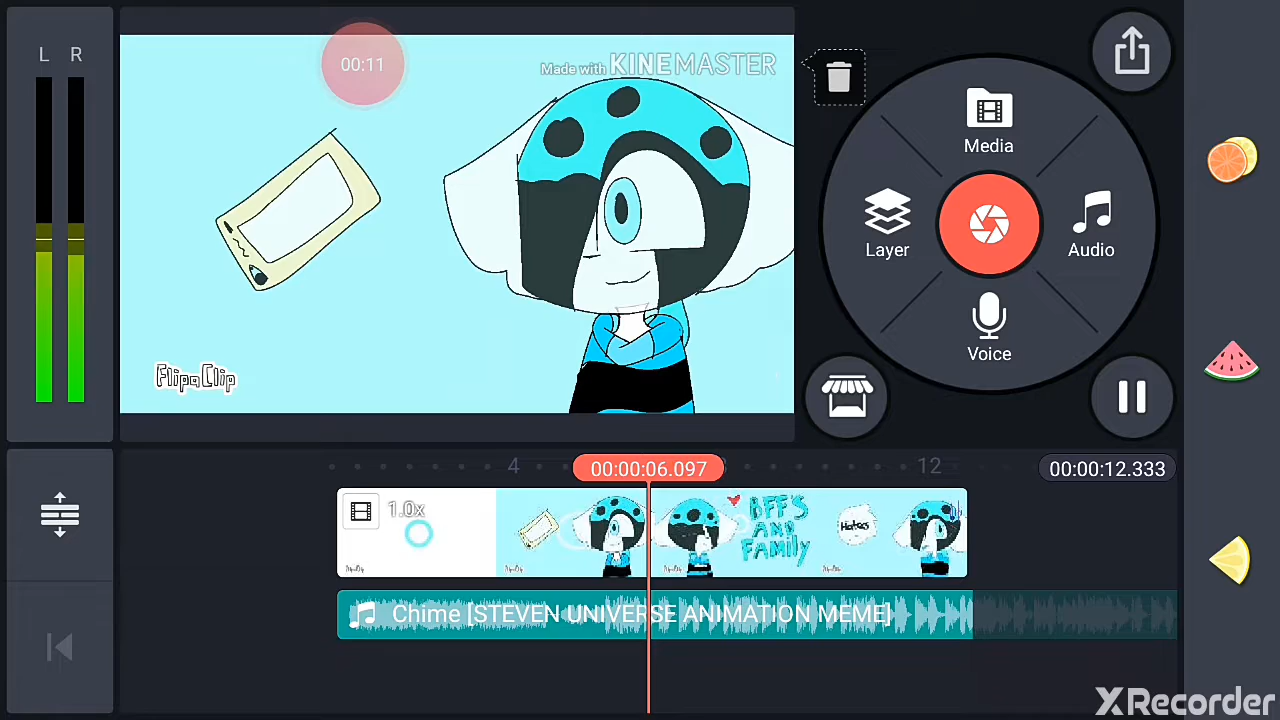 L R
00:11
Made with KINEMASTER
FlipaClip
Media
Layer
Audio
Voice
4
12
00:00:06.097
00:00:12.333
1.0x
BFF'S
AND
FAMILY
Haters
Chime [STEVEN UNIVERSE ANIMATION MEME]
XRecorder